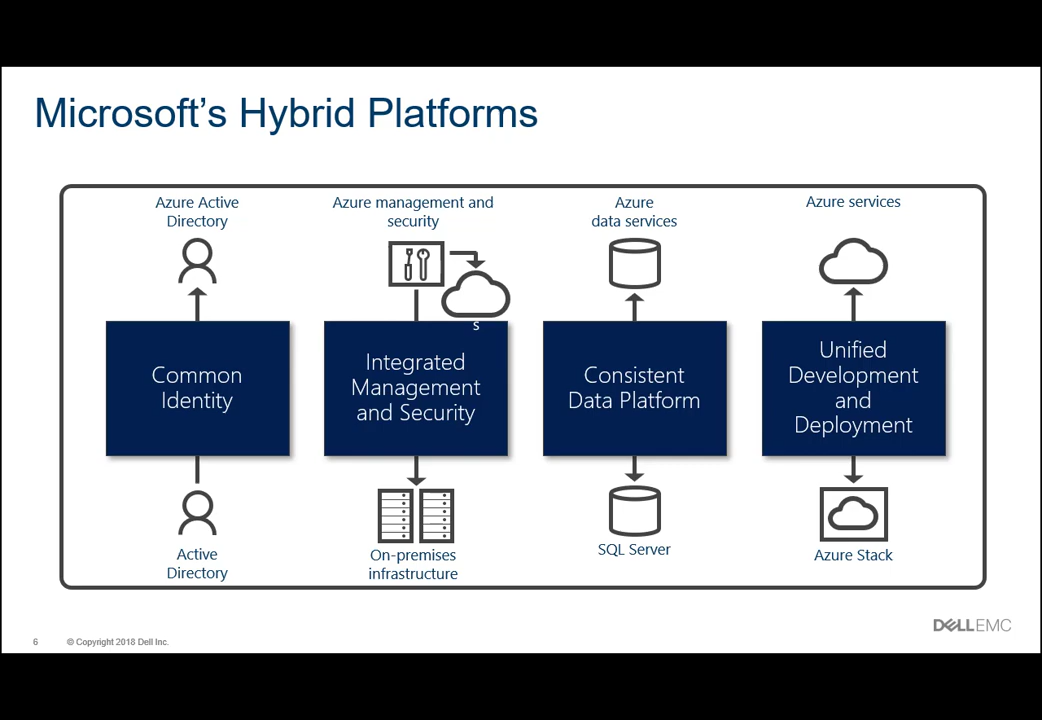 Microsoft’s Hybrid Platforms
Azure Active
Directory
Azure management and
security
Azure
data services
Azure services
s
Common
Identity
Integrated
Management
and Security
Consistent
Data Platform
Unified
Development
and
Deployment
Active
Directory
On-premises
infrastructure
SQL Server
Azure Stack
6
© Copyright 2018 Dell Inc.
DELLEMC